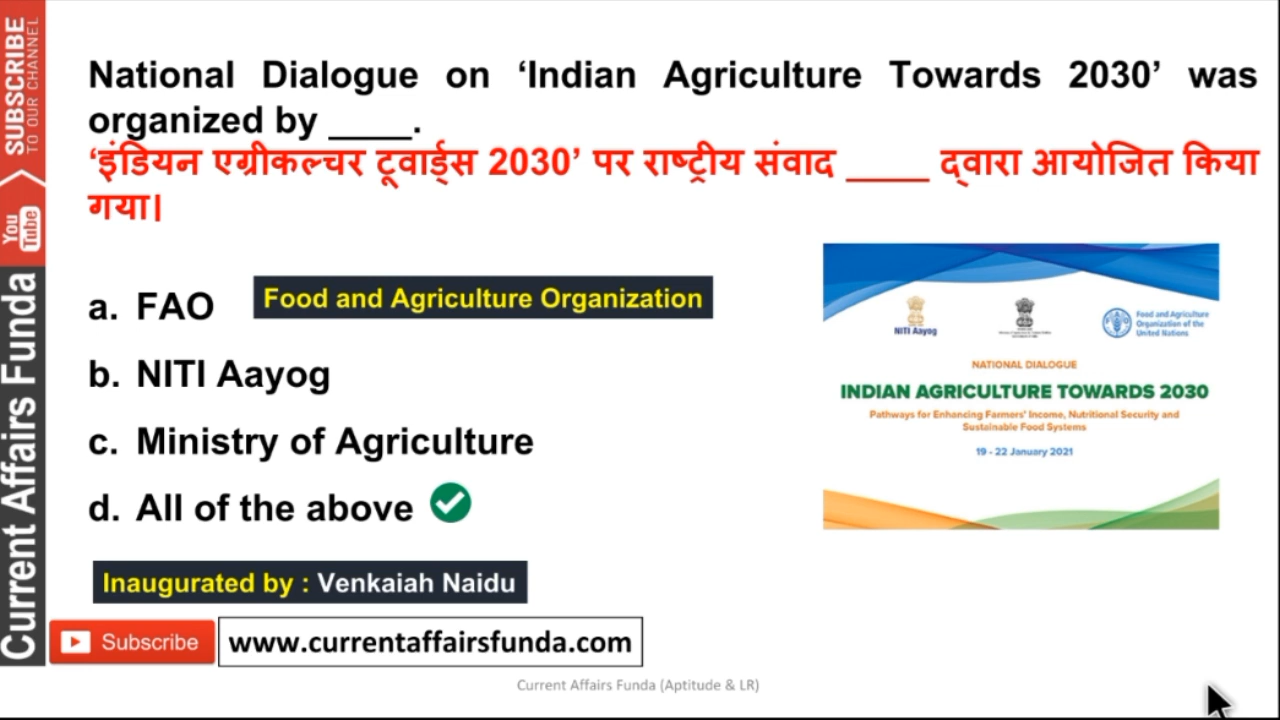 SUBSCRIBE
TO OUR CHANNEL
You
Tube
Current Affairs Funda
National Dialogue on ‘Indian Agriculture Towards 2030’ was
organized by ____.
‘इंडियन एग्रीकल्चर टूवार्ड्स 2030’ पर राष्ट्रीय संवाद ____ द्वारा आयोजित किया
गया।
a. FAO
Food and Agriculture Organization
b. NITI Aayog
c. Ministry of Agriculture
d. All of the above
Inaugurated by : Venkaiah Naidu
NITI Aayog
Food and Agriculture
Organization of the
United Nations
NATIONAL DIALOGUE
INDIAN AGRICULTURE TOWARDS 2030
Pathways for Enhancing Farmers' Income, Nutritional Security and
Sustainable Food Systems
19 - 22 January 2021
Subscribe
www.currentaffairsfunda.com
Current Affairs Funda (Aptitude & LR)